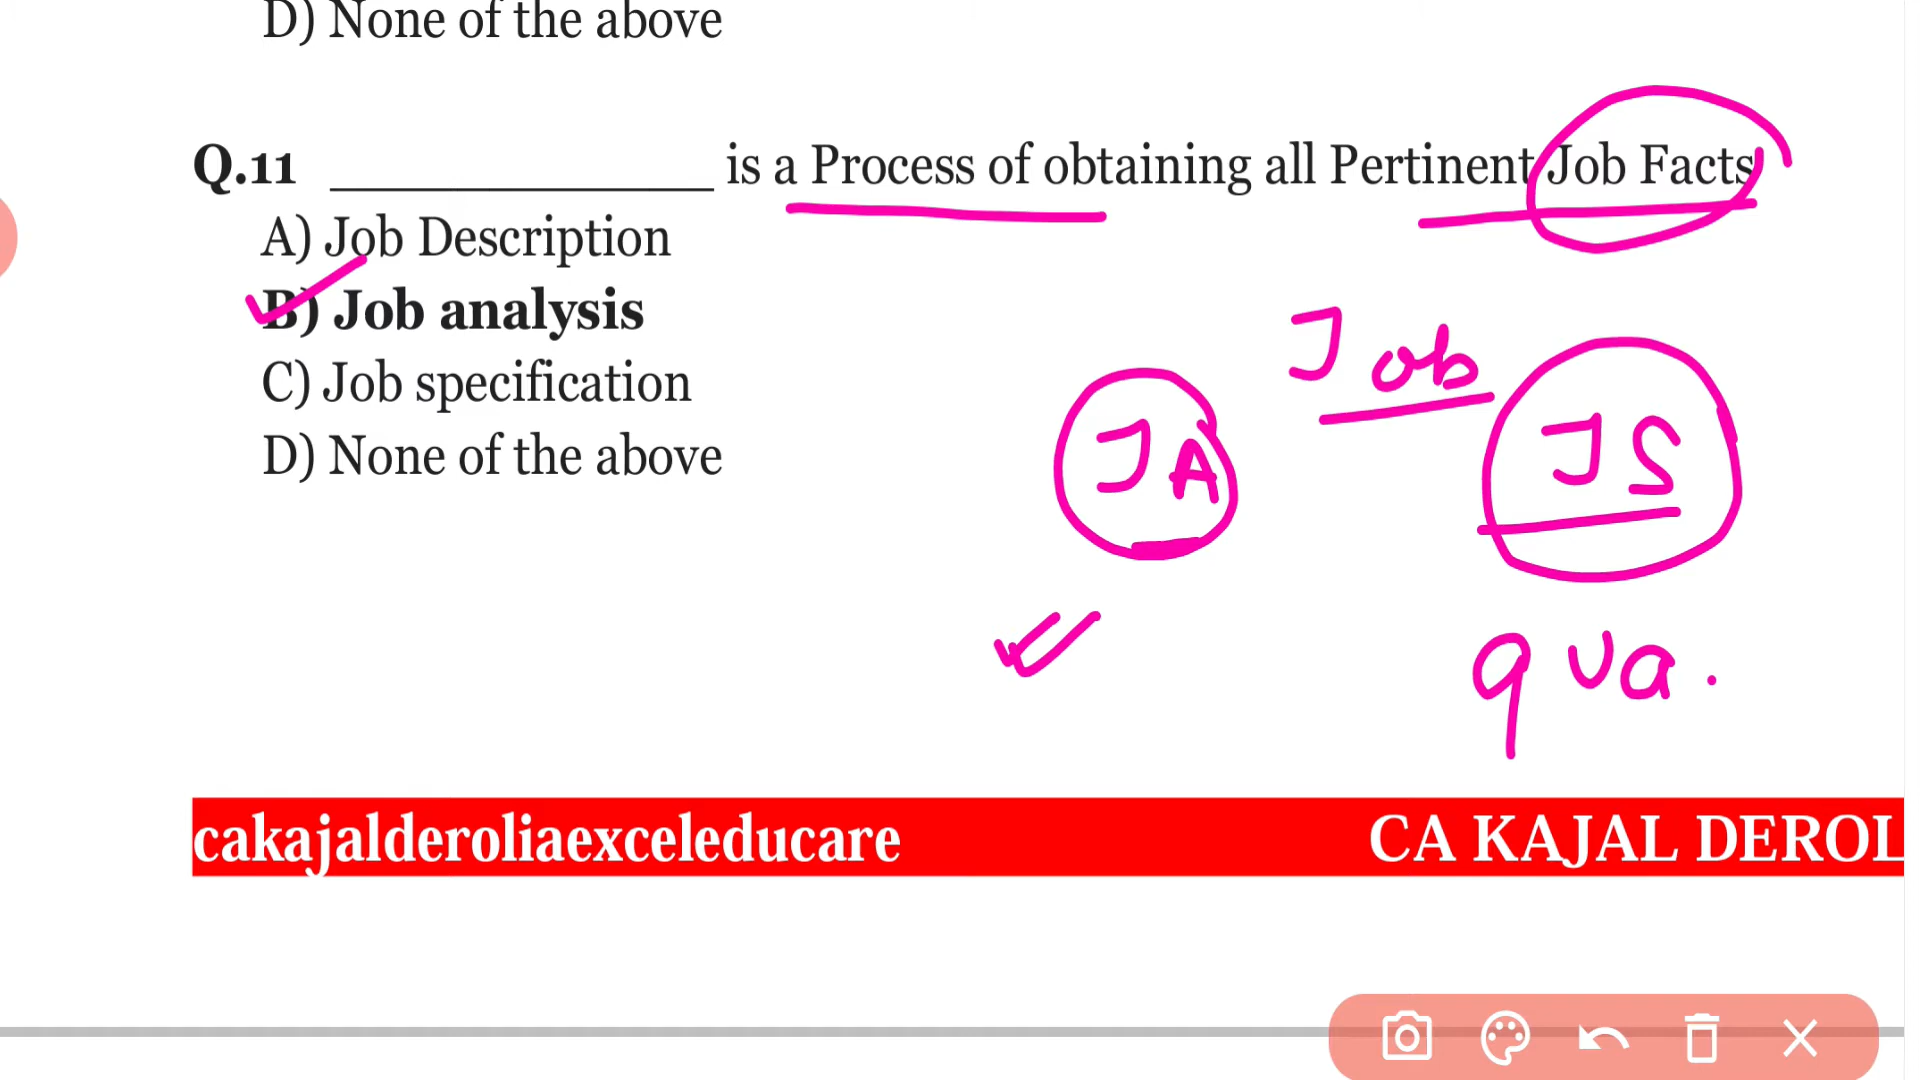 D) None of the above
Q.11 ______________ is a Process of obtaining all Pertinent Job Facts
A) Job Description
B) Job analysis
C) Job specification
D) None of the above
Job
JA
JS
qua.
cakajalderoliaexceleducare CA KAJAL DEROL